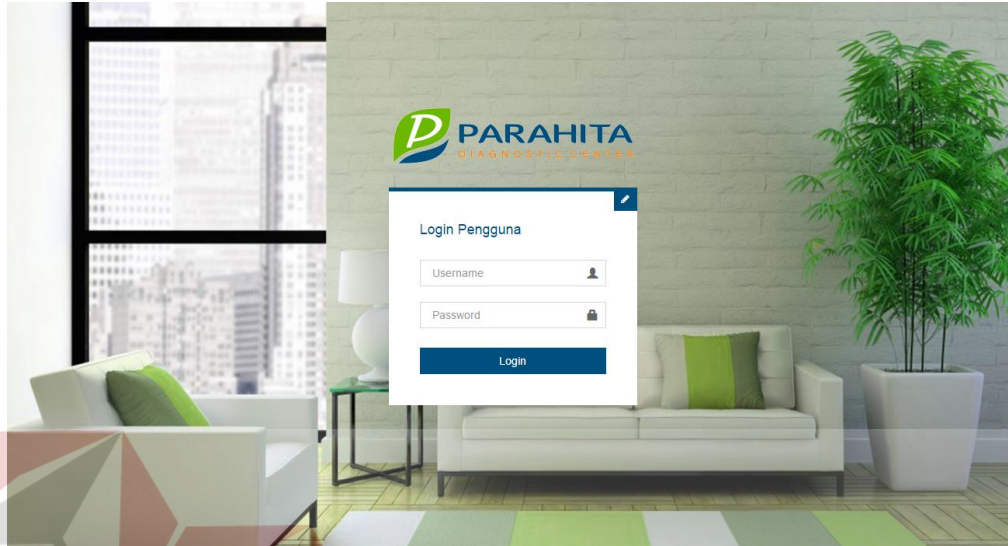 PARAHITA
DIAGNOSTIC CENTER
Login Pengguna
Username
Password
Login